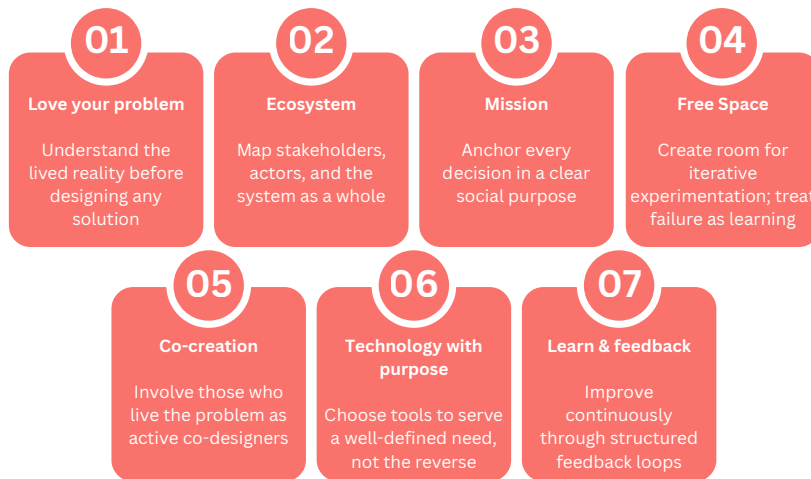 01
Love your problem
Understand the
lived reality before
designing any
solution
02
Ecosystem
Map stakeholders,
actors, and the
system as a whole
03
Mission
Anchor every
decision in a clear
social purpose
04
Free Space
Create room for
iterative
experimentation; treat
failure as learning
05
Co-creation
Involve those who
live the problem as
active co-designers
06
Technology with
purpose
Choose tools to serve
a well-defined need,
not the reverse
07
Learn & feedback
Improve
continuously
through structured
feedback loops